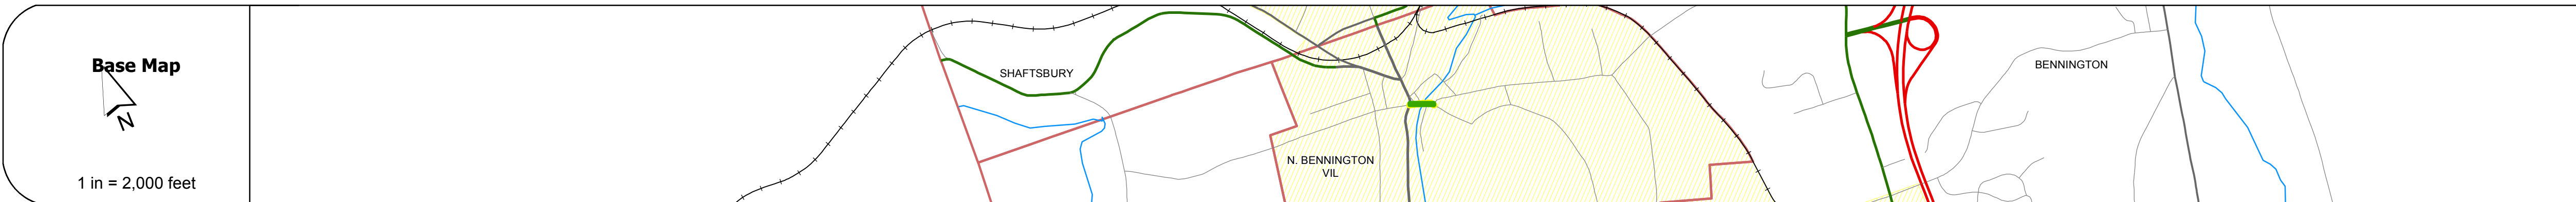 Base Map
N
1 in = 2,000 feet
SHAFTSBURY
N. BENNINGTON
VIL
BENNINGTON